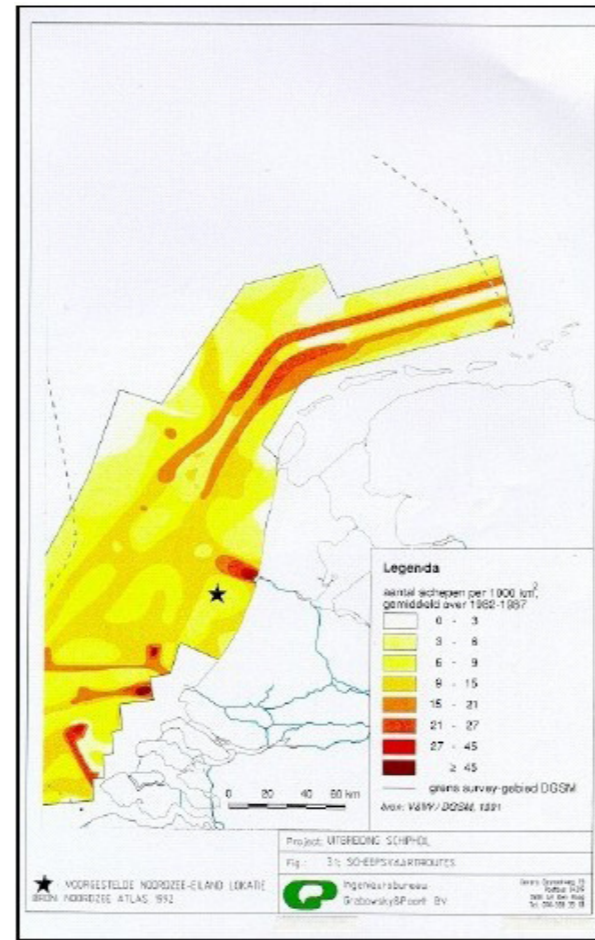 Legenda
aantal schepen per 1000 km²,
gemiddeld over 1982-1987
0 - 3
3 - 6
6 - 9
9 - 15
15 - 21
21 - 27
27 - 45
≥ 45
grens survey-gebied DGSM
bron: V&W / DGSM, 1991
0 20 40 60 km
Project: UITBREIDING SCHIPHOL
Fig.: 3.1; SCHEEPSVAARTROUTES
VOORGESTELDE NOORDZEE-EILAND LOKATIE
BRON: NOORDZEE ATLAS, 1992
Ingenieursbureau
Grabowsky&Poort BV